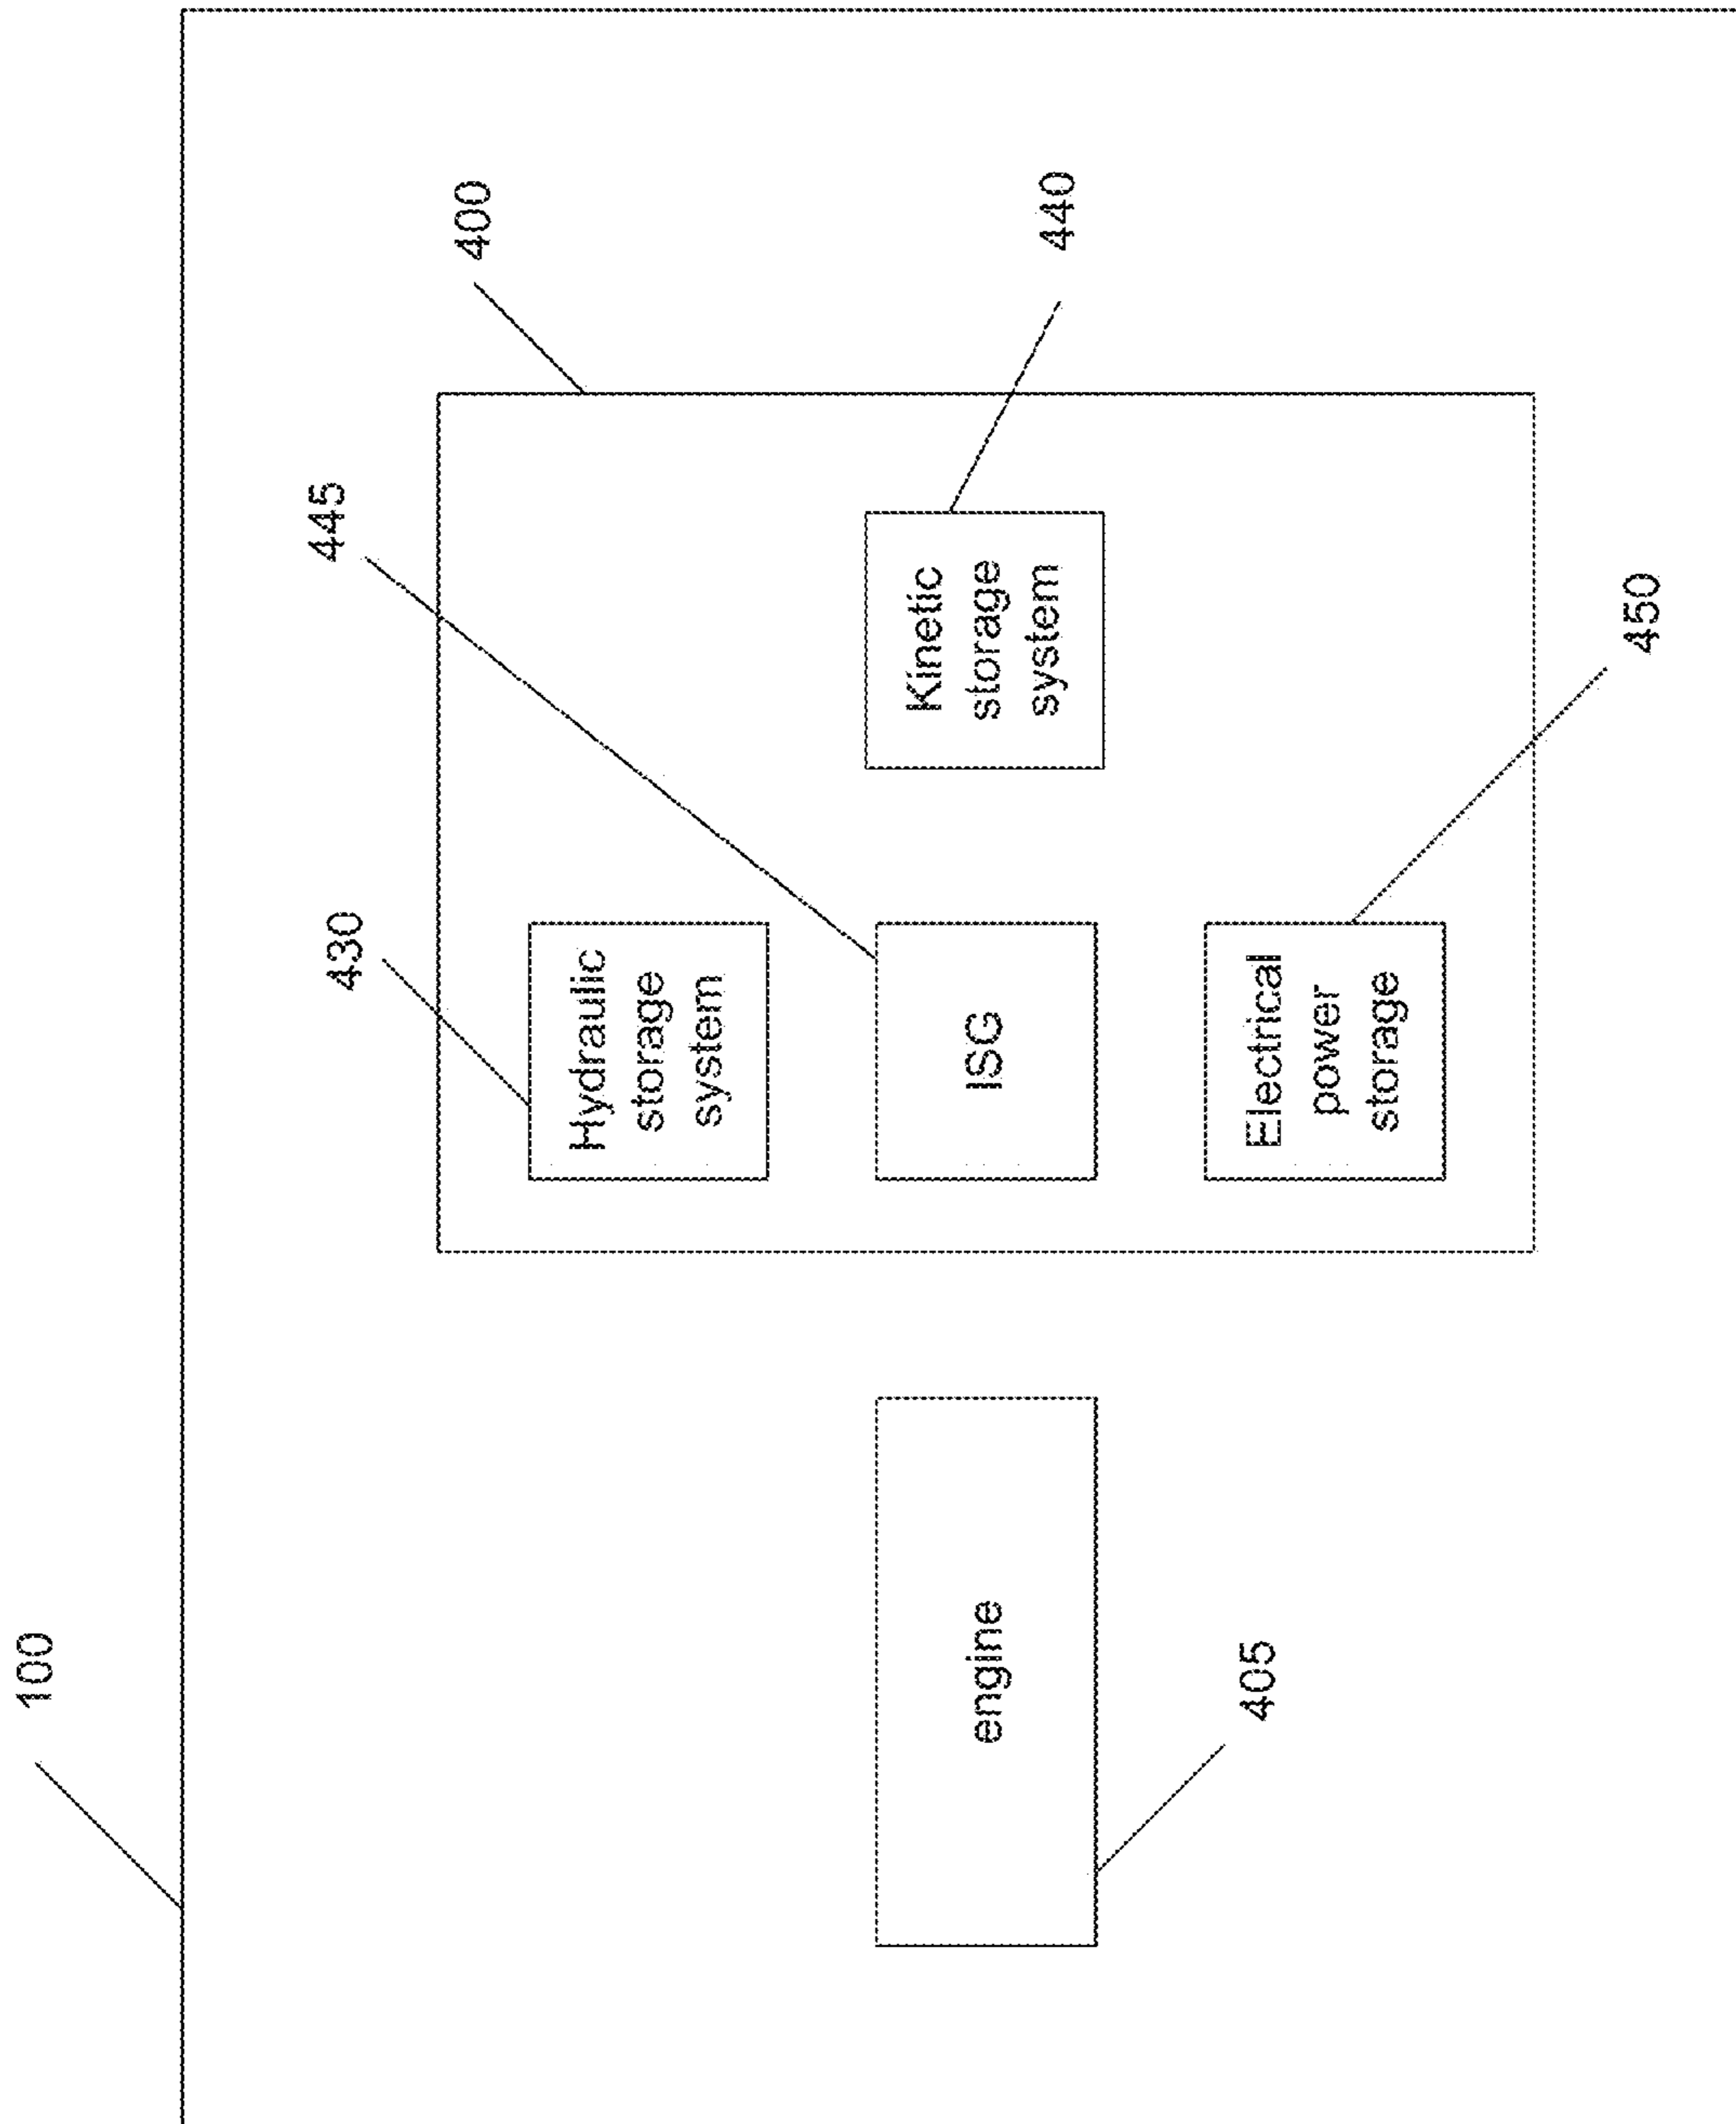 100
400
445
440
430
Hydraulic
storage
system
ISG
Kinetic
storage
system
Electrical
power
storage
450
engine
405